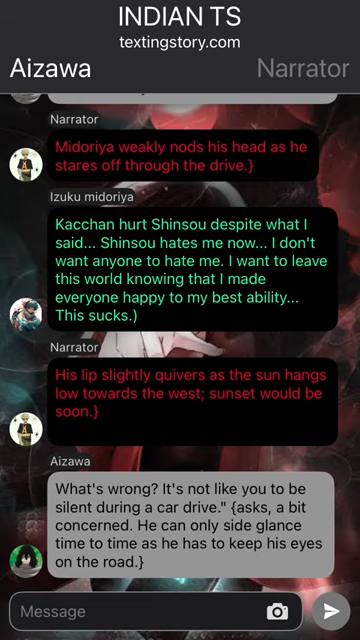 INDIAN TS
textingstory.com
Aizawa
Narrator
Narrator
Midoriya weakly nods his head as he
stares off through the drive.}
Izuku midoriya
Kacchan hurt Shinsou despite what I
said... Shinsou hates me now... I don't
want anyone to hate me. I want to leave
this world knowing that I made
everyone happy to my best ability...
This sucks.)
Narrator
His lip slightly quivers as the sun hangs
low towards the west; sunset would be
soon.}
Aizawa
What's wrong? It's not like you to be
silent during a car drive." {asks, a bit
concerned. He can only side glance
time to time as he has to keep his eyes
on the road.}
Message